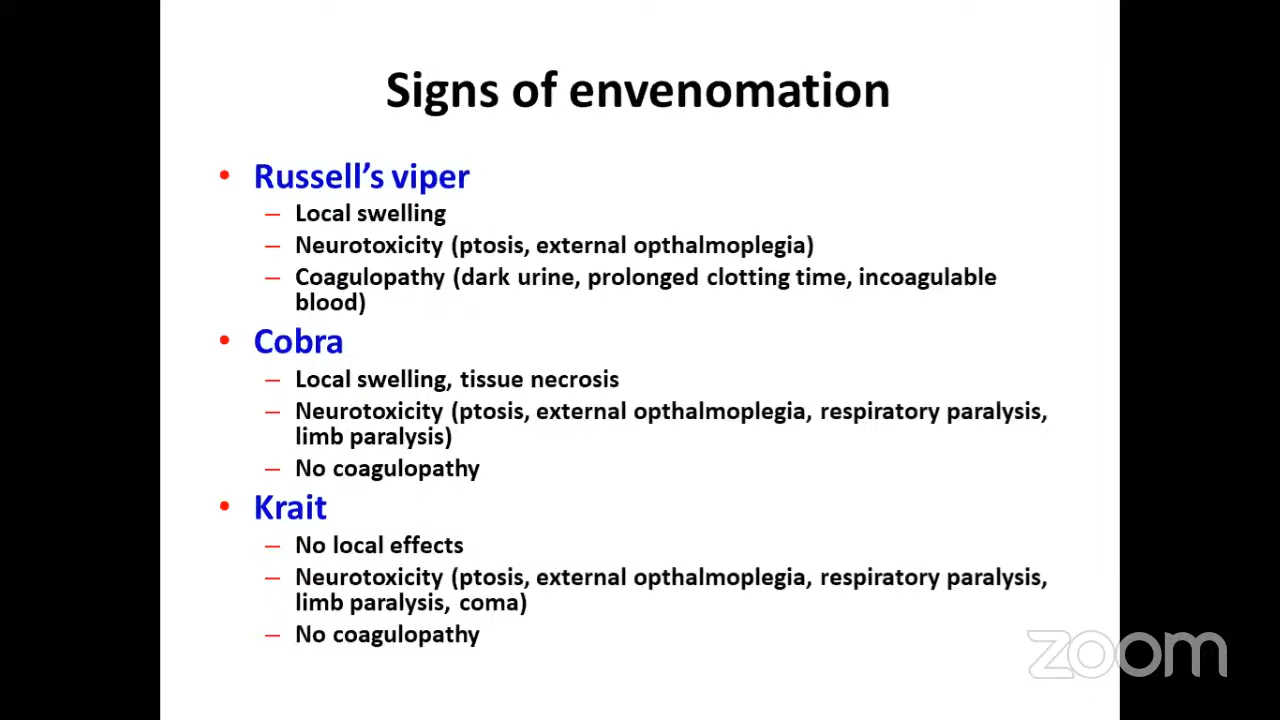 Signs of envenomation
• Russell's viper
– Local swelling
– Neurotoxicity (ptosis, external opthalmoplegia)
– Coagulopathy (dark urine, prolonged clotting time, incoagulable
blood)
• Cobra
– Local swelling, tissue necrosis
– Neurotoxicity (ptosis, external opthalmoplegia, respiratory paralysis,
limb paralysis)
– No coagulopathy
• Krait
– No local effects
– Neurotoxicity (ptosis, external opthalmoplegia, respiratory paralysis,
limb paralysis, coma)
– No coagulopathy
zoom